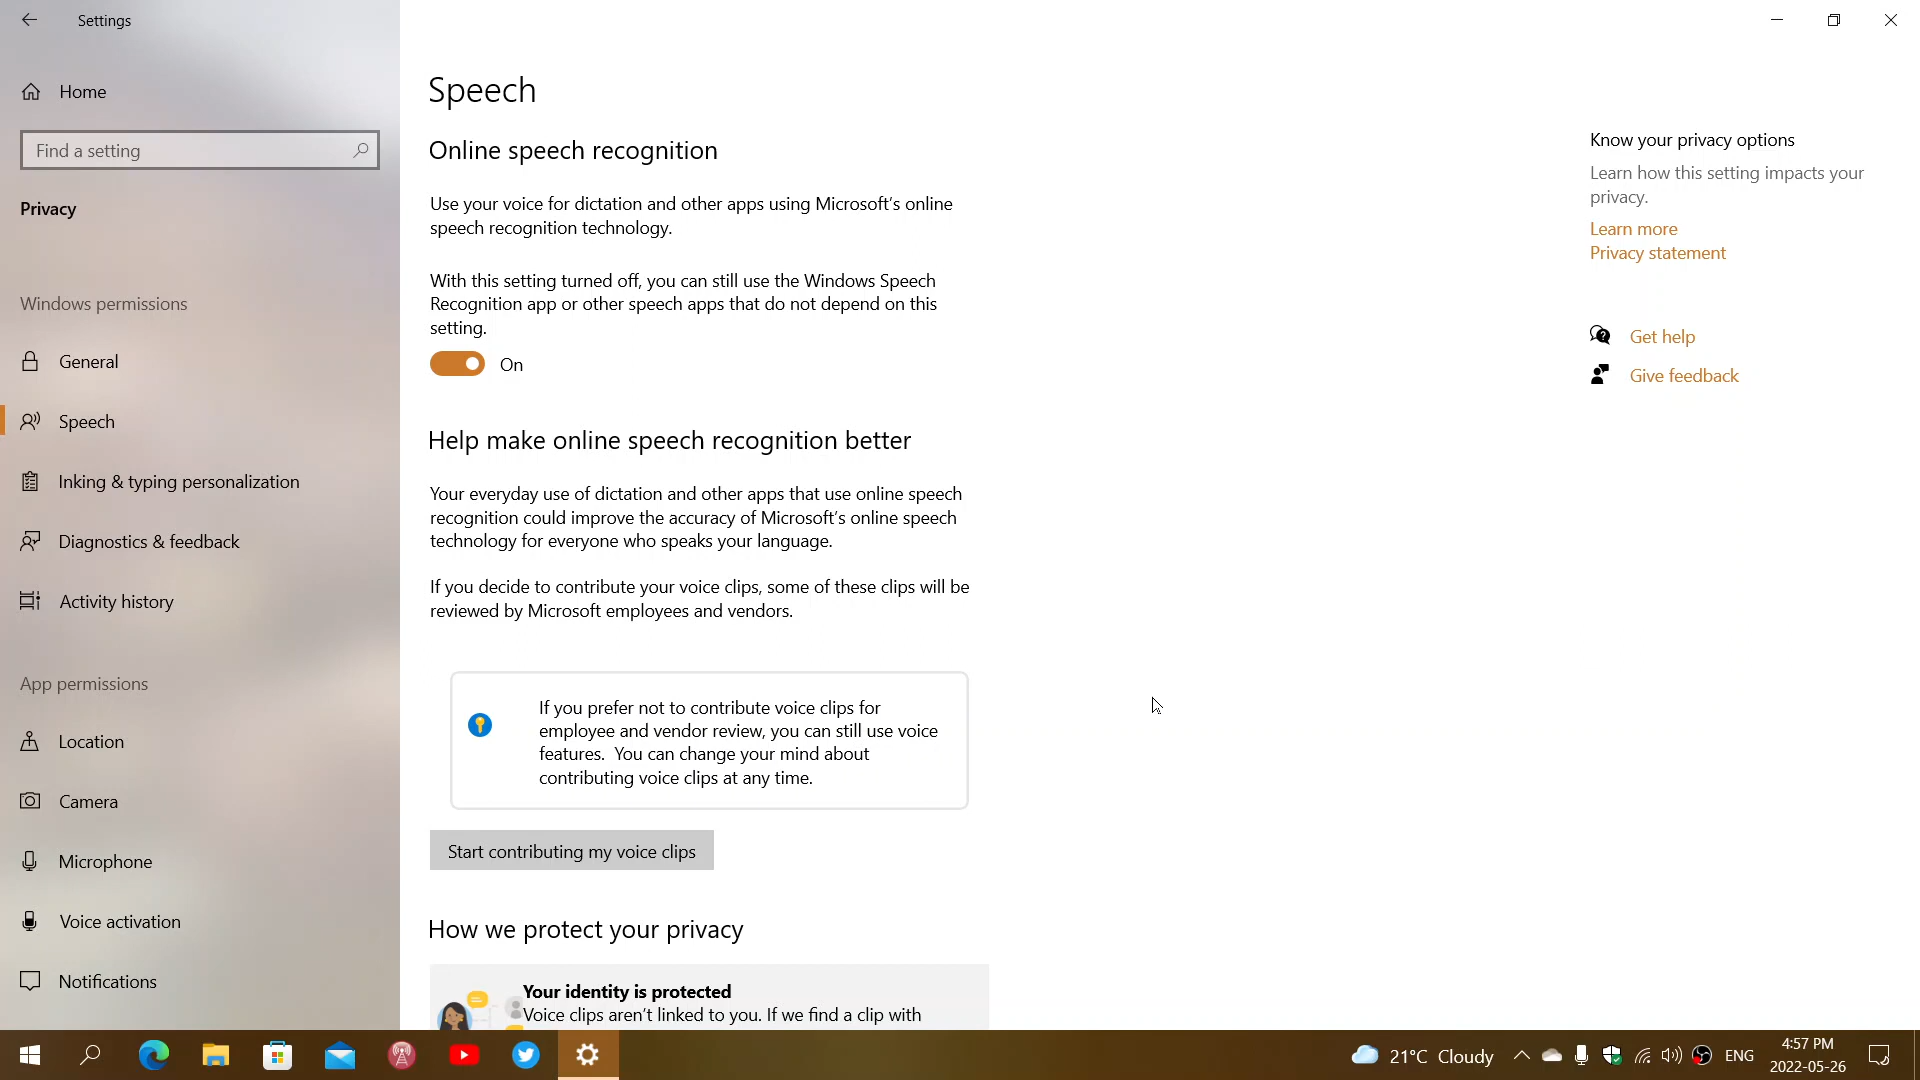 Settings
Home
Find a setting
Privacy
Windows permissions
General
Speech
Inking & typing personalization
Diagnostics & feedback
Activity history
App permissions
Location
Camera
Microphone
Voice activation
Notifications
Speech
Online speech recognition
Use your voice for dictation and other apps using Microsoft's online
speech recognition technology.
With this setting turned off, you can still use the Windows Speech
Recognition app or other speech apps that do not depend on this
setting.
On
Help make online speech recognition better
Your everyday use of dictation and other apps that use online speech
recognition could improve the accuracy of Microsoft's online speech
technology for everyone who speaks your language.
If you decide to contribute your voice clips, some of these clips will be
reviewed by Microsoft employees and vendors.
If you prefer not to contribute voice clips for
employee and vendor review, you can still use voice
features.  You can change your mind about
contributing voice clips at any time.
Start contributing my voice clips
How we protect your privacy
Your identity is protected
Voice clips aren't linked to you. If we find a clip with
Know your privacy options
Learn how this setting impacts your
privacy.
Learn more
Privacy statement
Get help
Give feedback
21°C Cloudy
ENG
4:57 PM
2022-05-26